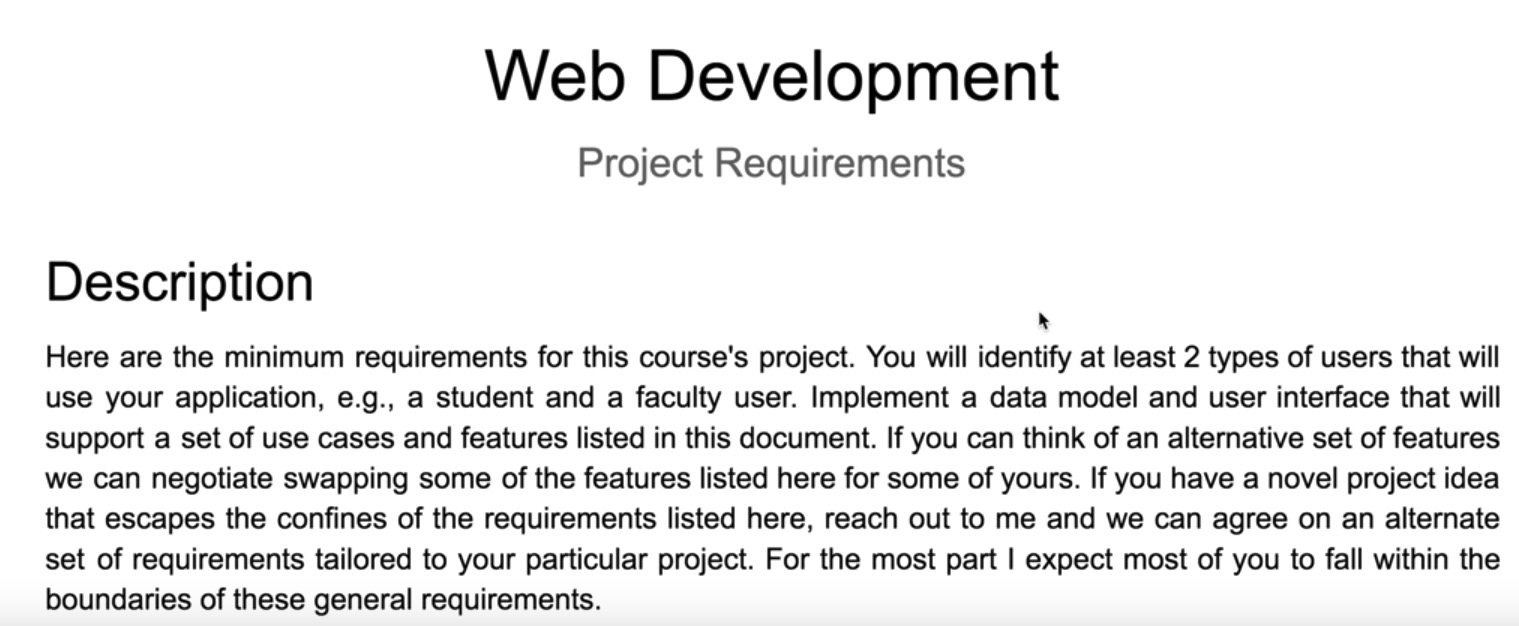 Web Development
Project Requirements
Description
Here are the minimum requirements for this course's project. You will identify at least 2 types of users that will
use your application, e.g., a student and a faculty user. Implement a data model and user interface that will
support a set of use cases and features listed in this document. If you can think of an alternative set of features
we can negotiate swapping some of the features listed here for some of yours. If you have a novel project idea
that escapes the confines of the requirements listed here, reach out to me and we can agree on an alternate
set of requirements tailored to your particular project. For the most part I expect most of you to fall within the
boundaries of these general requirements.